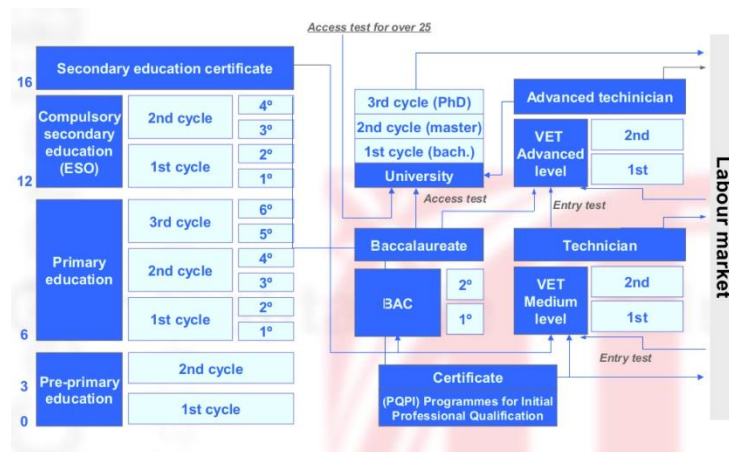 Access test for over 25
16
Secondary education certificate
Compulsory
secondary
education
(ESO)
2nd cycle
4º
3º
1st cycle
2º
1º
12
Primary
education
3rd cycle
6º
5º
2nd cycle
4º
3º
1st cycle
2º
1º
6
Pre-primary
education
2nd cycle
3
1st cycle
0
3rd cycle (PhD)
2nd cycle (master)
1st cycle (bach.)
University
Access test
Advanced techinician
VET
Advanced
level
2nd
1st
Entry test
Baccalaureate
BAC
2º
1º
Technician
VET
Medium
level
2nd
1st
Entry test
Certificate
(PQPI) Programmes for Initial
Professional Qualification
Labour market